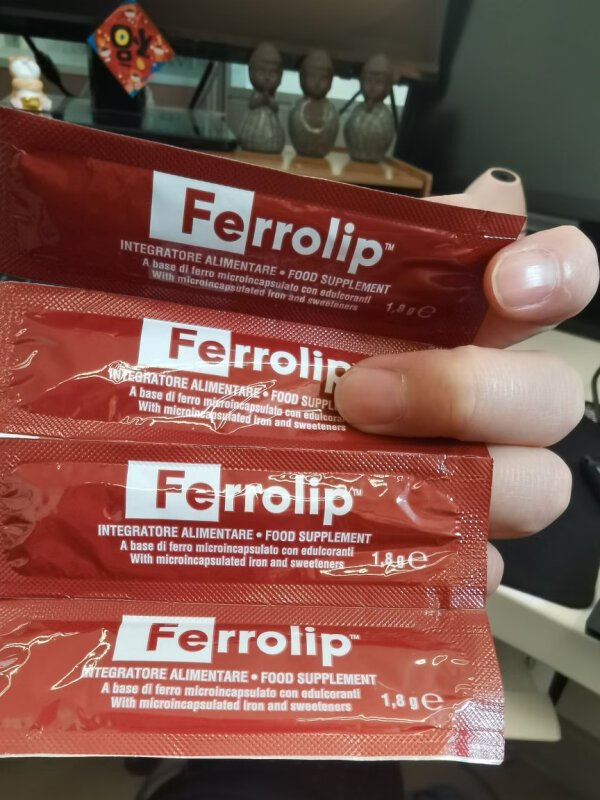 Ferrolip™
INTEGRATORE ALIMENTARE • FOOD SUPPLEMENT
A base di ferro microincapsulato con edulcoranti
With microincapsulated iron and sweeteners
1,8 g ℮
Ferrolip
INTEGRATORE ALIMENTARE • FOOD
A base di ferro microincapsulato con
With microincapsulated iron and sweeteners
Ferrolip™
INTEGRATORE ALIMENTARE • FOOD SUPPLEMENT
A base di ferro microincapsulato con edulcoranti
With microincapsulated iron and sweeteners
1,8 g ℮
Ferrolip™
INTEGRATORE ALIMENTARE • FOOD SUPPLEMENT
A base di ferro microincapsulato con edulcoranti
With microincapsulated iron and sweeteners
1,8 g ℮